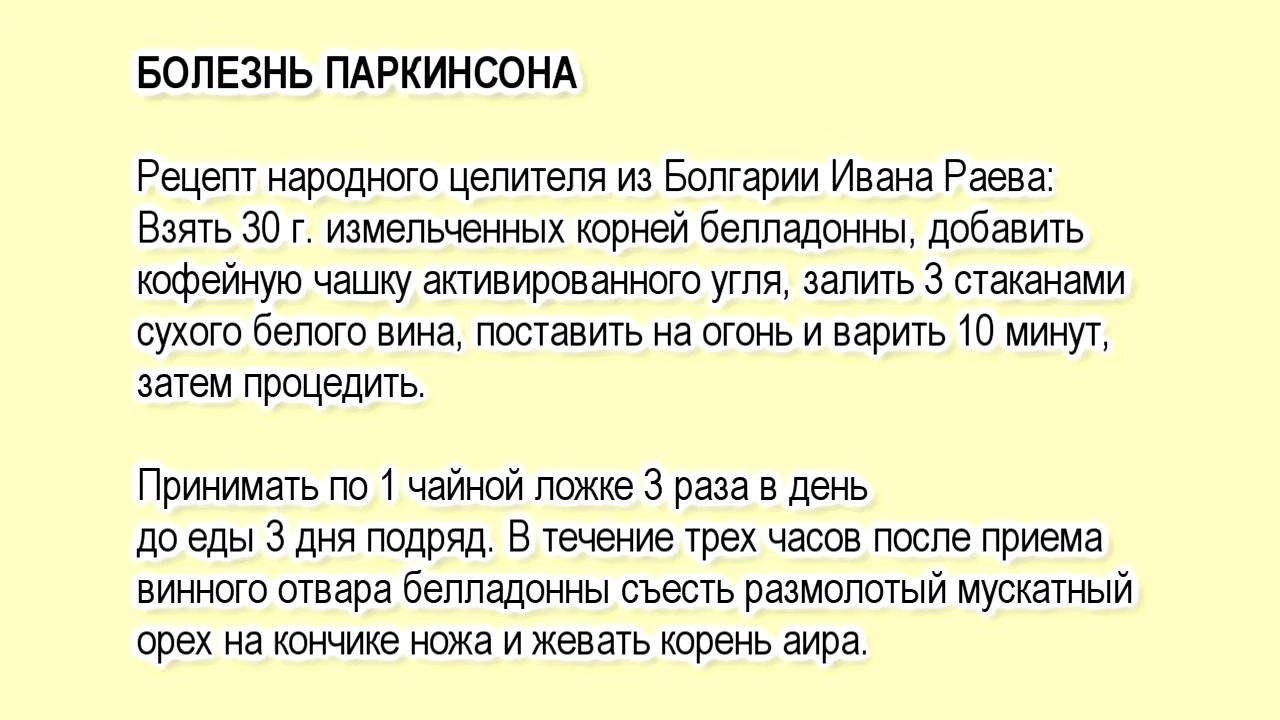 БОЛЕЗНЬ ПАРКИНСОНА
Рецепт народного целителя из Болгарии Ивана Раева:
Взять 30 г. измельченных корней белладонны, добавить
кофейную чашку активированного угля, залить 3 стаканами
сухого белого вина, поставить на огонь и варить 10 минут,
затем процедить.
Принимать по 1 чайной ложке 3 раза в день
до еды 3 дня подряд. В течение трех часов после приема
винного отвара белладонны съесть размолотый мускатный
орех на кончике ножа и жевать корень аира.